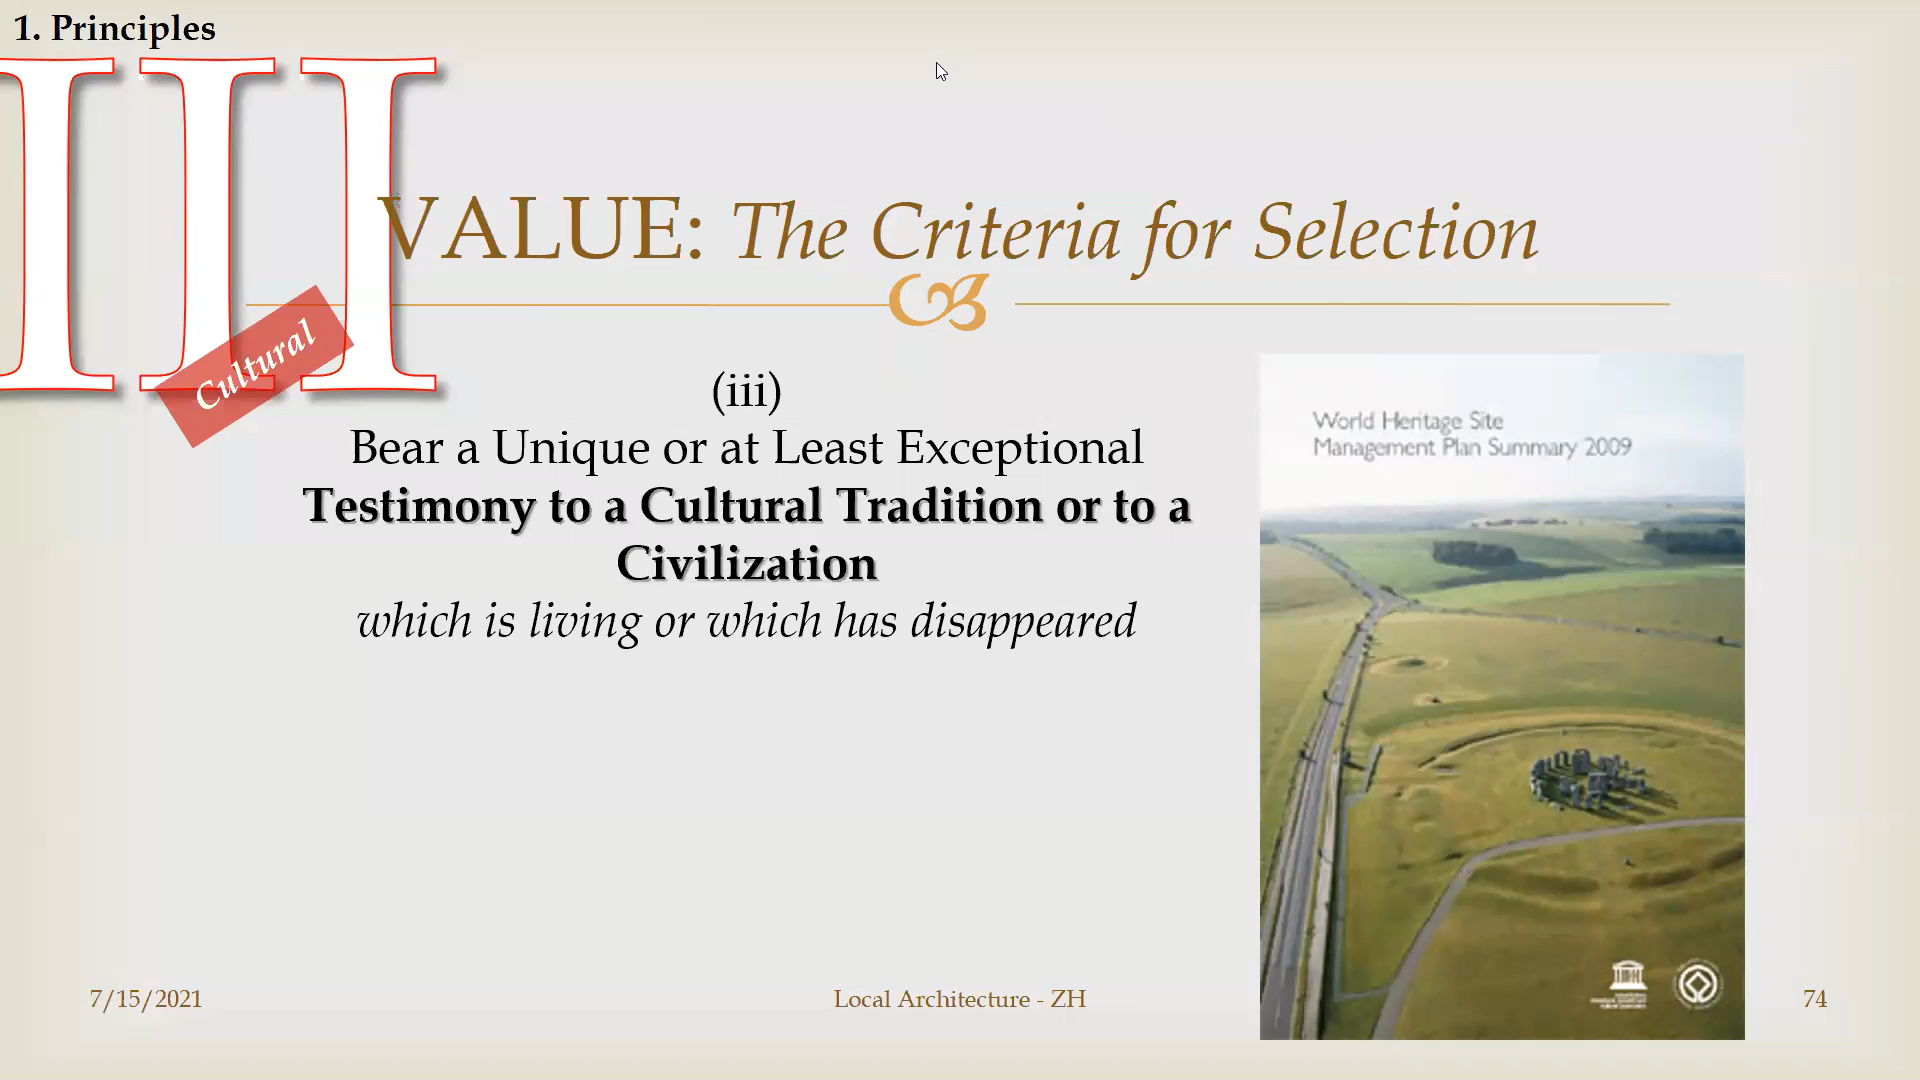 1. Principles
III
Cultural
VALUE: The Criteria for Selection
(iii)
Bear a Unique or at Least Exceptional
Testimony to a Cultural Tradition or to a
Civilization
which is living or which has disappeared
World Heritage Site
Management Plan Summary 2009
7/15/2021
Local Architecture - ZH
74